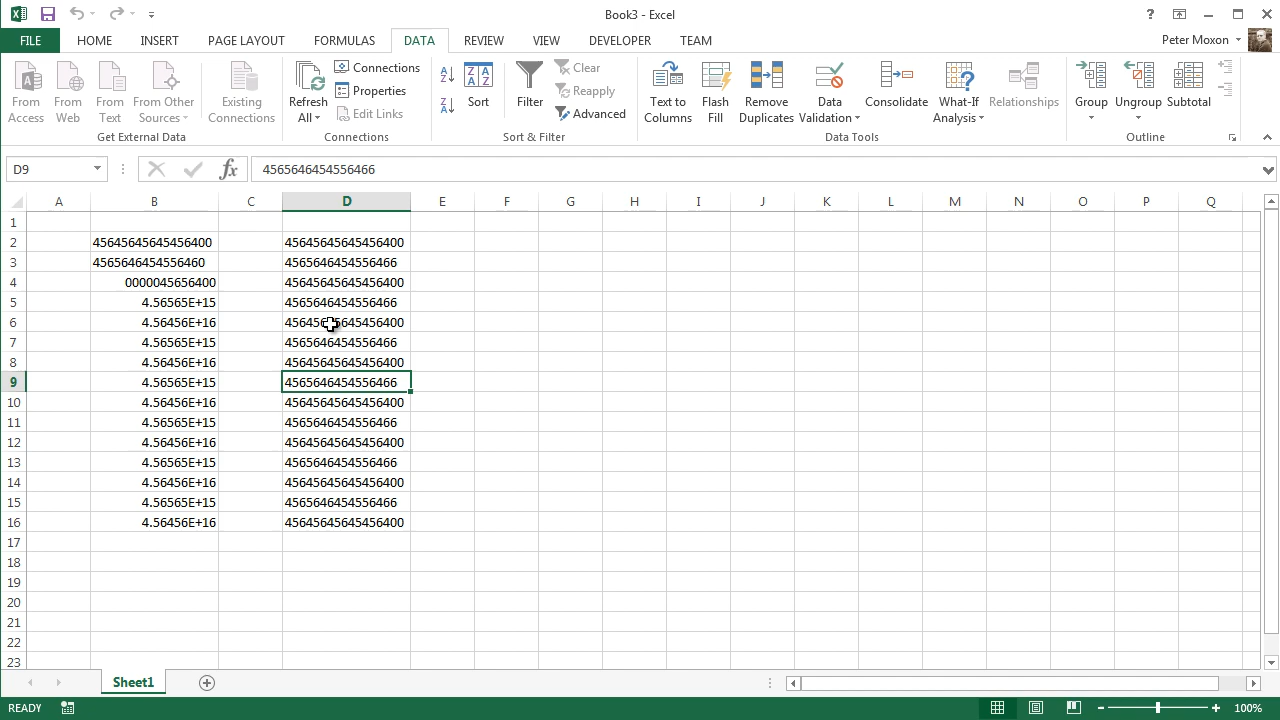 Book3 - Excel
?
FILE HOME INSERT PAGE LAYOUT FORMULAS DATA REVIEW VIEW DEVELOPER TEAM Peter Moxon
From Access
From Web
From Text
From Other Sources
Existing Connections
Get External Data
Refresh All
Connections
Properties
Edit Links
Connections
A Z
Z A
Sort
Filter
Clear
Reapply
Advanced
Sort & Filter
Text to Columns
Flash Fill
Remove Duplicates
Data Validation
Consolidate
What-If Analysis
Relationships
Data Tools
Group
Ungroup
Subtotal
Outline
D9 fx 4565646454556466
A B C D E F G H I J K L M N O P Q
1
2 45645645645456400 45645645645456400
3 4565646454556460 4565646454556466
4 0000045656400 45645645645456400
5 4.56565E+15 4565646454556466
6 4.56456E+16 45645645645456400
7 4.56565E+15 4565646454556466
8 4.56456E+16 45645645645456400
9 4.56565E+15 4565646454556466
10 4.56456E+16 45645645645456400
11 4.56565E+15 4565646454556466
12 4.56456E+16 45645645645456400
13 4.56565E+15 4565646454556466
14 4.56456E+16 45645645645456400
15 4.56565E+15 4565646454556466
16 4.56456E+16 45645645645456400
17
18
19
20
21
22
23
Sheet1
READY 100%